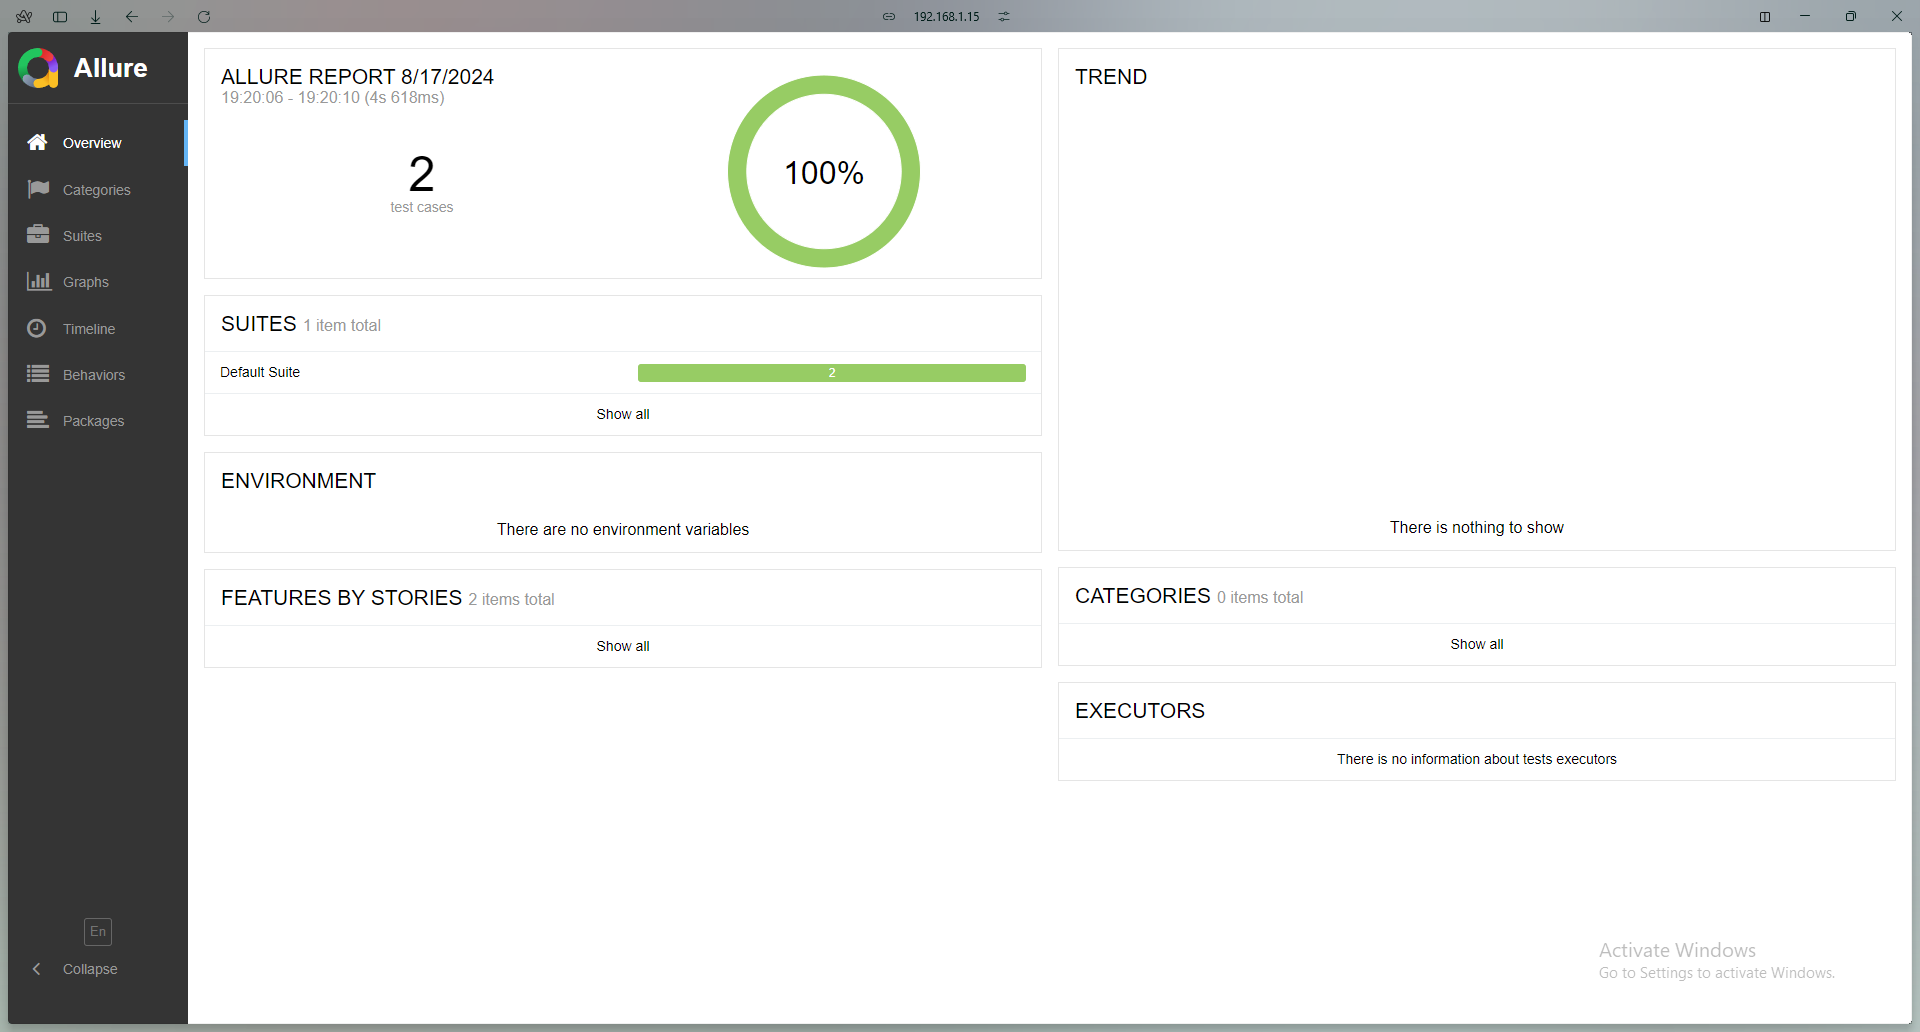 192.168.1.15
Allure
Overview
Categories
Suites
Graphs
Timeline
Behaviors
Packages
En
Collapse
ALLURE REPORT 8/17/2024
19:20:06 - 19:20:10 (4s 618ms)
2
test cases
100%
SUITES 1 item total
Default Suite
2
Show all
ENVIRONMENT
There are no environment variables
FEATURES BY STORIES 2 items total
Show all
TREND
There is nothing to show
CATEGORIES 0 items total
Show all
EXECUTORS
There is no information about tests executors
Activate Windows
Go to Settings to activate Windows.